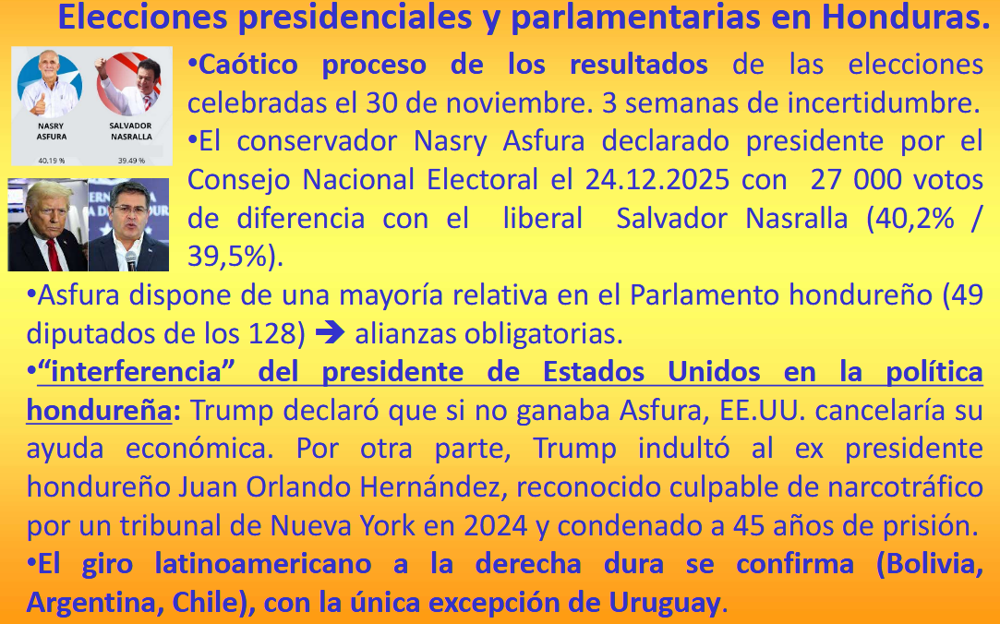 Elecciones presidenciales y parlamentarias en Honduras.
NASRY ASFURA
40.19 %
SALVADOR NASRALLA
39.49 %
•Caótico proceso de los resultados de las elecciones
celebradas el 30 de noviembre. 3 semanas de incertidumbre.
•El conservador Nasry Asfura declarado presidente por el
Consejo Nacional Electoral el 24.12.2025 con 27 000 votos
de diferencia con el liberal Salvador Nasralla (40,2% /
39,5%).
•Asfura dispone de una mayoría relativa en el Parlamento hondureño (49
diputados de los 128) ➔ alianzas obligatorias.
•“interferencia” del presidente de Estados Unidos en la política
hondureña: Trump declaró que si no ganaba Asfura, EE.UU. cancelaría su
ayuda económica. Por otra parte, Trump indultó al ex presidente
hondureño Juan Orlando Hernández, reconocido culpable de narcotráfico
por un tribunal de Nueva York en 2024 y condenado a 45 años de prisión.
•El giro latinoamericano a la derecha dura se confirma (Bolivia,
Argentina, Chile), con la única excepción de Uruguay.